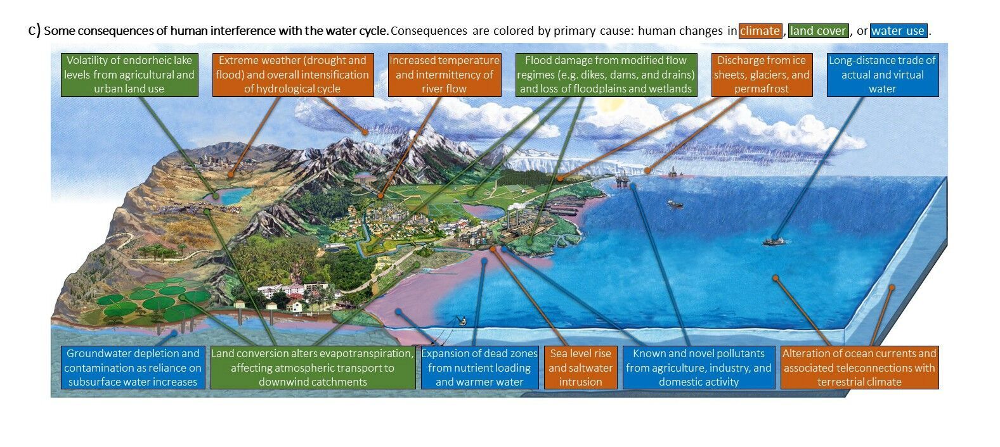 c) Some consequences of human interference with the water cycle. Consequences are colored by primary cause: human changes in climate, land cover, or water use.
Volatility of endorheic lake
levels from agricultural and
urban land use
Extreme weather (drought and
flood) and overall intensification
of hydrological cycle
Increased temperature
and intermittency of
river flow
Flood damage from modified flow
regimes (e.g. dikes, dams, and drains)
and loss of floodplains and wetlands
Discharge from ice
sheets, glaciers, and
permafrost
Long-distance trade of
actual and virtual
water
Groundwater depletion and
contamination as reliance on
subsurface water increases
Land conversion alters evapotranspiration,
affecting atmospheric transport to
downwind catchments
Expansion of dead zones
from nutrient loading
and warmer water
Sea level rise
and saltwater
intrusion
Known and novel pollutants
from agriculture, industry, and
domestic activity
Alteration of ocean currents and
associated teleconnections with
terrestrial climate